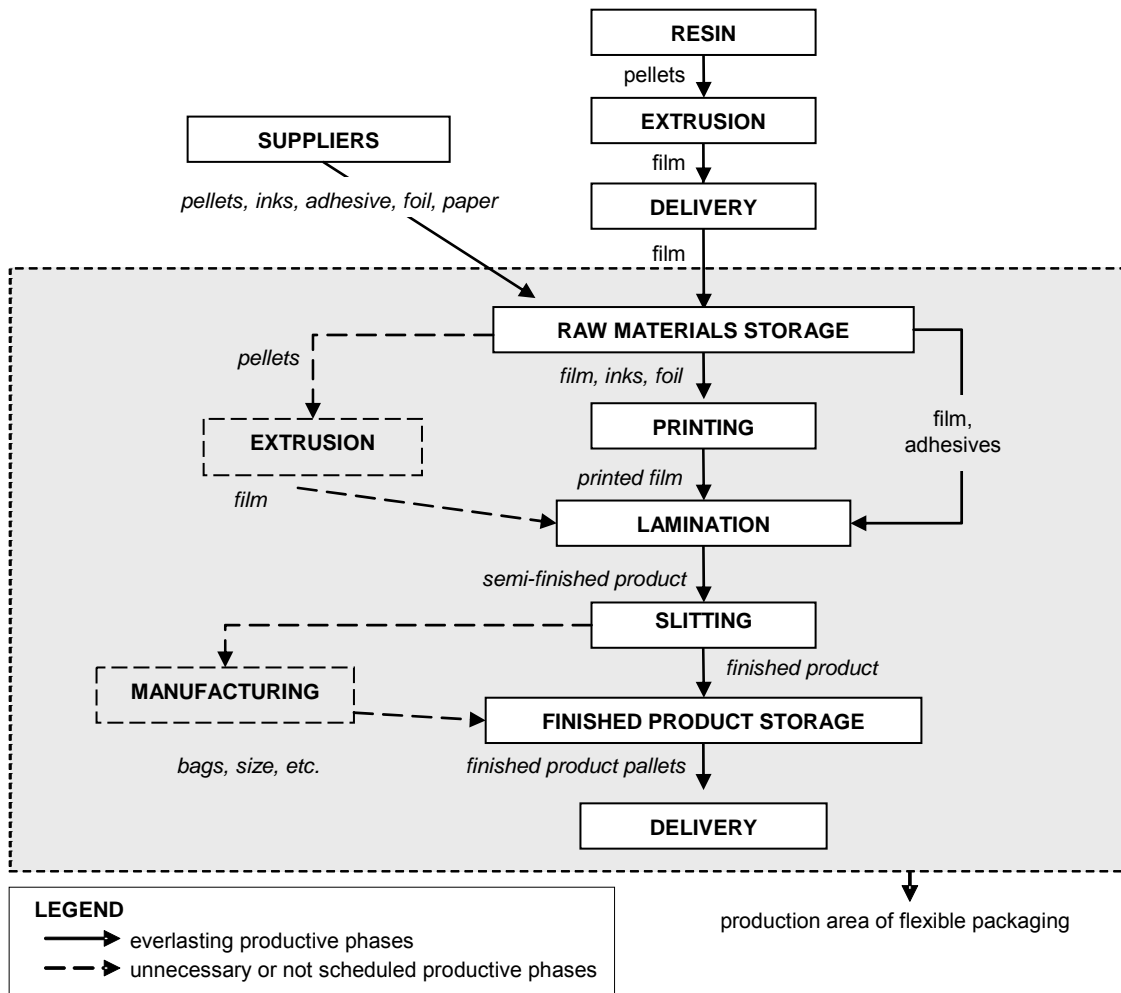 RESIN
pellets
EXTRUSION
SUPPLIERS
film
pellets, inks, adhesive, foil, paper
DELIVERY
film
RAW MATERIALS STORAGE
pellets
film, inks, foil
EXTRUSION
PRINTING
film,
adhesives
film
printed film
LAMINATION
semi-finished product
SLITTING
finished product
MANUFACTURING
FINISHED PRODUCT STORAGE
bags, size, etc.
finished product pallets
DELIVERY
LEGEND
everlasting productive phases
unnecessary or not scheduled productive phases
production area of flexible packaging